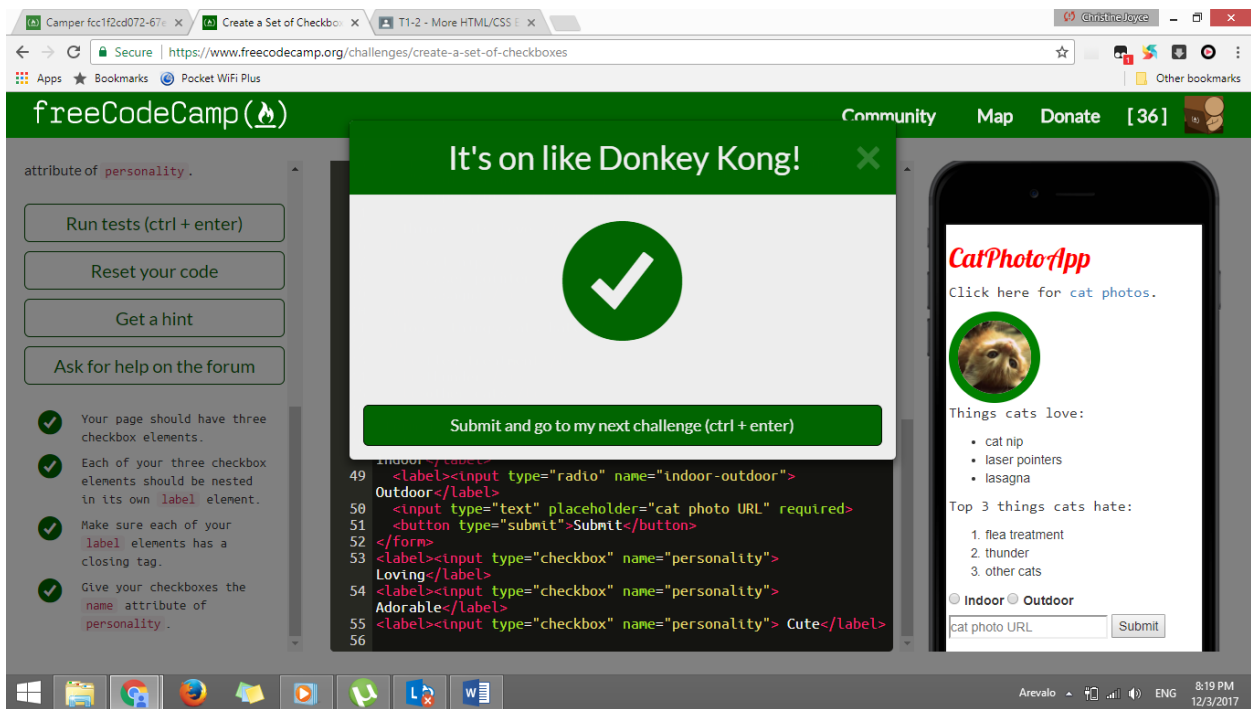 Camper fcc1f2cd072-67e
Create a Set of Checkbo
T1-2 - More HTML/CSS E
Christine Joyce
Secure | https://www.freecodecamp.org/challenges/create-a-set-of-checkboxes
Apps Bookmarks Pocket WiFi Plus Other bookmarks
freeCodeCamp
Community Map Donate [ 36 ]
attribute of personality.
Run tests (ctrl + enter)
Reset your code
Get a hint
Ask for help on the forum
Your page should have three
checkbox elements.
Each of your three checkbox
elements should be nested
in its own label element.
Make sure each of your
label elements has a
closing tag.
Give your checkboxes the
name attribute of
personality.
It's on like Donkey Kong!
Submit and go to my next challenge (ctrl + enter)
Indoor</label>
49 <label><input type="radio" name="indoor-outdoor">
Outdoor</label>
50 <input type="text" placeholder="cat photo URL" required>
51 <button type="submit">Submit</button>
52 </form>
53 <label><input type="checkbox" name="personality">
Loving</label>
54 <label><input type="checkbox" name="personality">
Adorable</label>
55 <label><input type="checkbox" name="personality"> Cute</label>
56
CatPhotoApp
Click here for cat photos.
Things cats love:
• cat nip
• laser pointers
• lasagna
Top 3 things cats hate:
1. flea treatment
2. thunder
3. other cats
Indoor Outdoor
cat photo URL Submit
Arevalo ENG 8:19 PM
12/3/2017